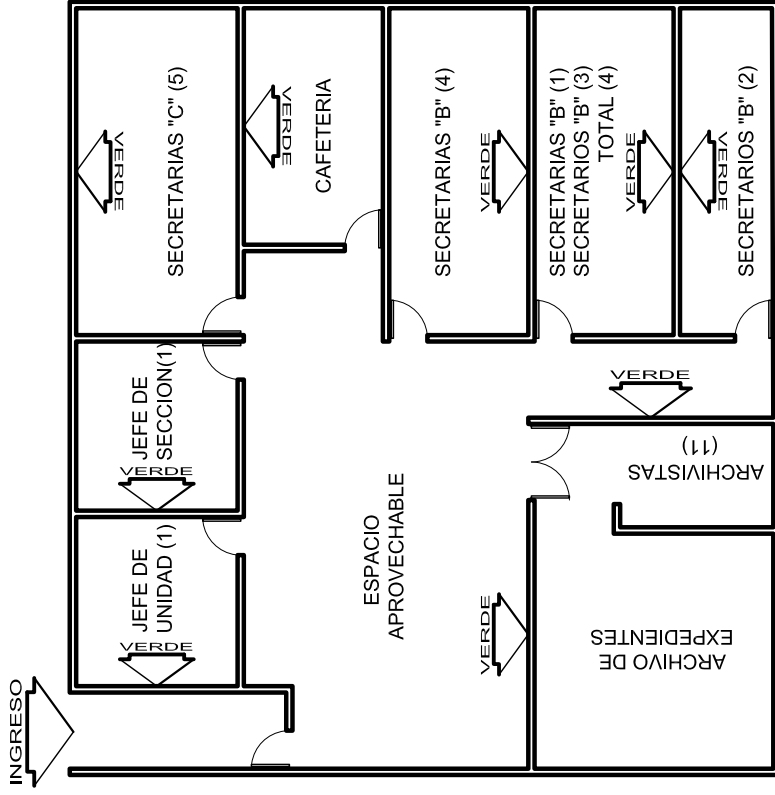 INGRESO
VERDE
JEFE DE
UNIDAD (1)
VERDE
JEFE DE
SECCION(1)
VERDE
SECRETARIAS "C" (5)
VERDE
CAFETERIA
SECRETARIAS "B" (4)
VERDE
SECRETARIAS "B" (1)
SECRETARIOS "B" (3)
TOTAL (4)
VERDE
VERDE
SECRETARIOS "B" (2)
VERDE
ESPACIO
APROVECHABLE
VERDE
ARCHIVISTAS
(11)
ARCHIVO DE
EXPEDIENTES